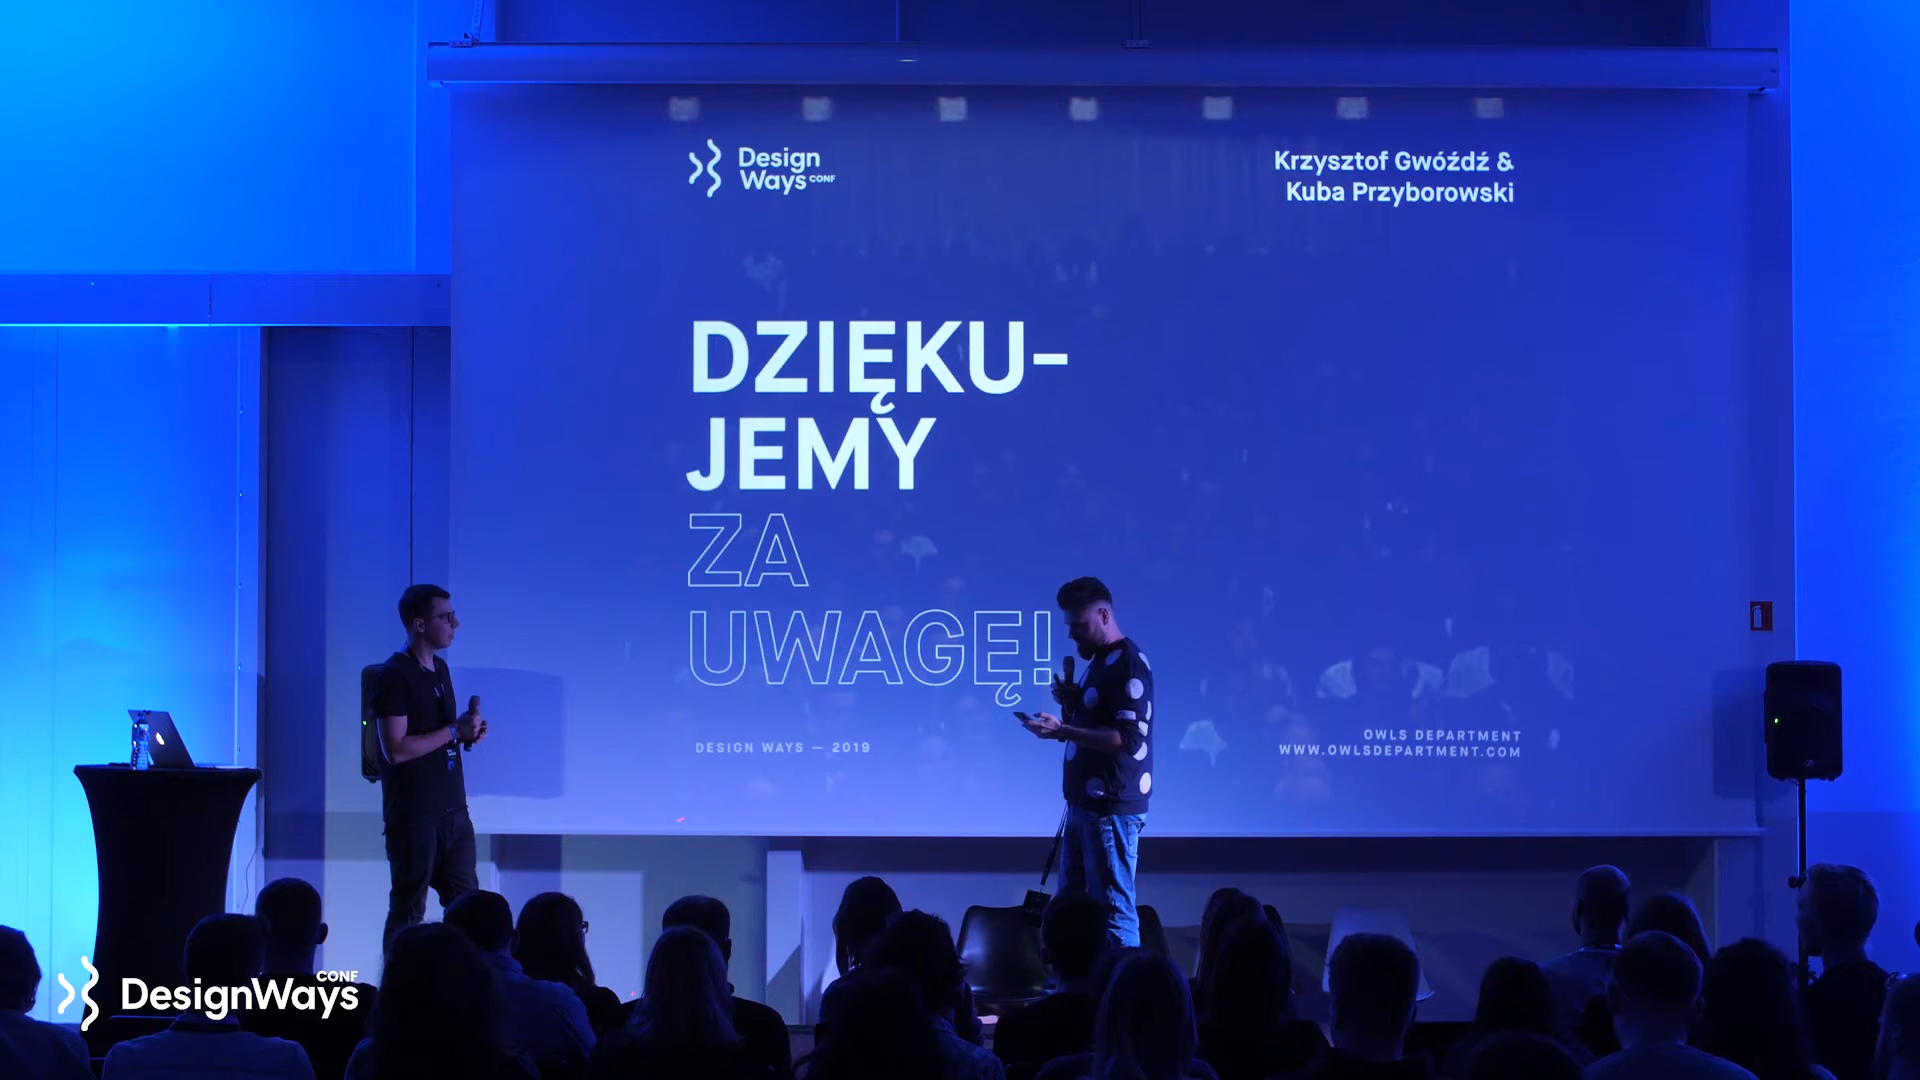 Design
Ways CONF
Krzysztof Gwóźdź &
Kuba Przyborowski
DZIĘKU-
JEMY
ZA
UWAGĘ!
DESIGN WAYS — 2019
OWLS DEPARTMENT
WWW.OWLSDEPARTMENT.COM
DesignWays CONF